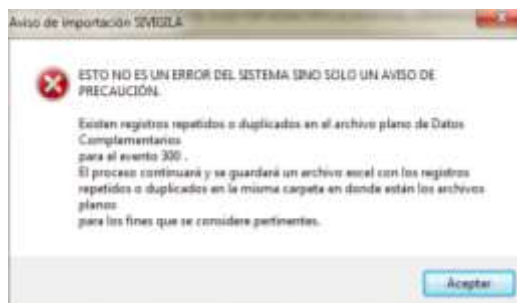 Aviso de importación SIVIGILA
ESTO NO ES UN ERROR DEL SISTEMA SINO SOLO UN AVISO DE
PRECAUCIÓN.
Existen registros repetidos o duplicados en el archivo plano de Datos
Complementarios
para el evento 300 .
El proceso continuará y se guardará un archivo excel con los registros
repetidos o duplicados en la misma carpeta en donde están los archivos
planos
para los fines que se considere pertinentes.
Aceptar